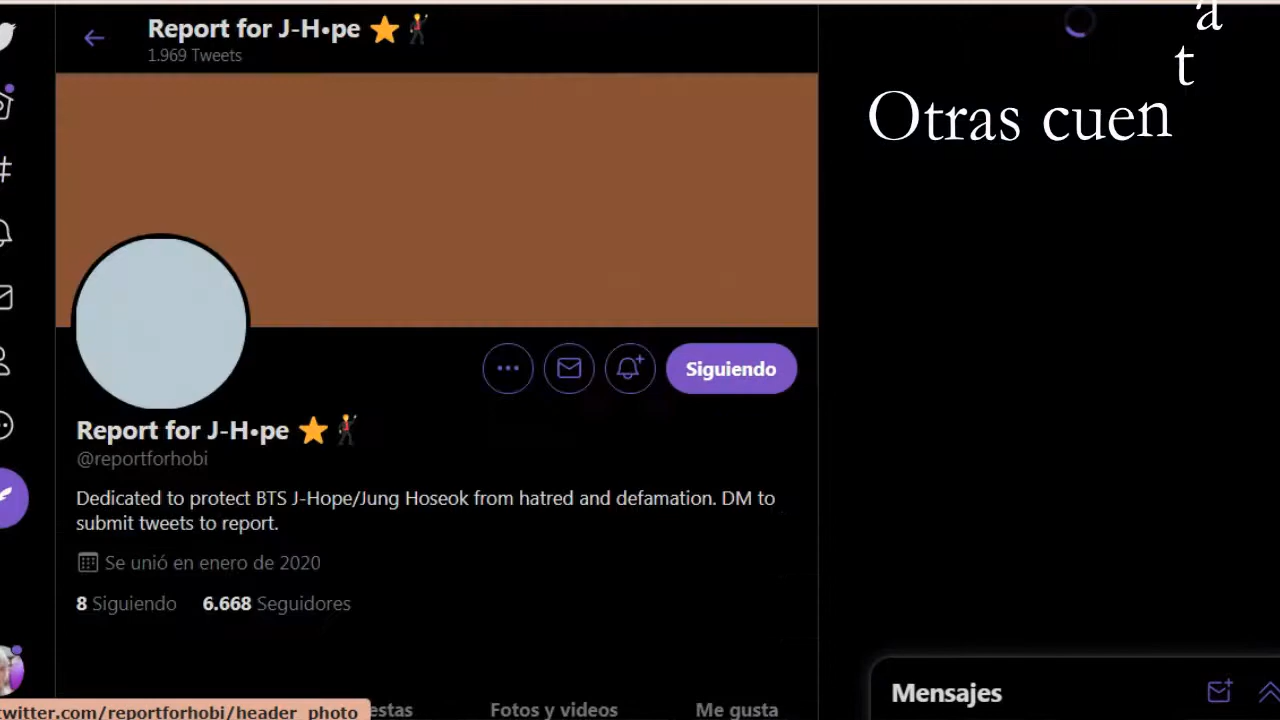 Report for J-H•pe ⭐🕺
1.969 Tweets
Otras cuenta
Siguiendo
Report for J-H•pe ⭐🕺
@reportforhobi
Dedicated to protect BTS J-Hope/Jung Hoseok from hatred and defamation. DM to
submit tweets to report.
Se unió en enero de 2020
8 Siguiendo 6.668 Seguidores
estas Fotos y videos Me gusta
Mensajes
twitter.com/reportforhobi/header_photo